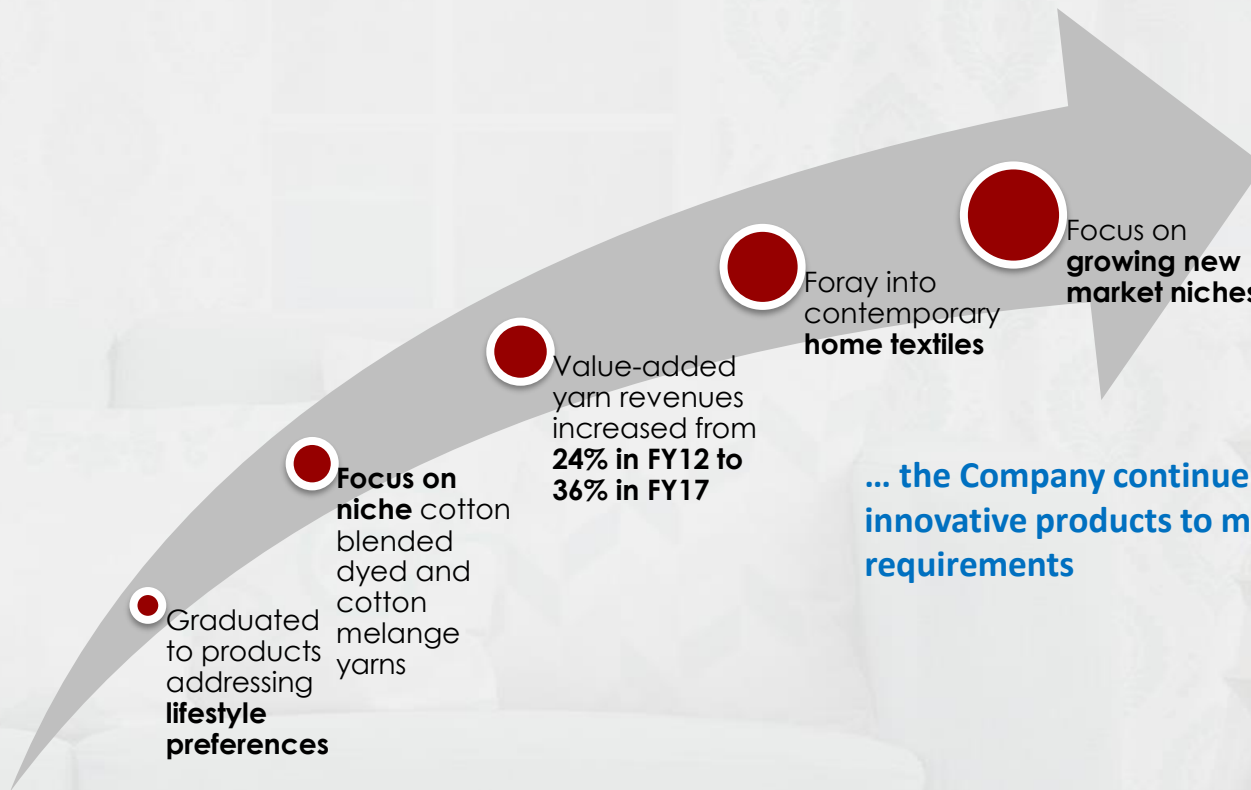 Graduated
to products
addressing
lifestyle
preferences
Focus on
niche cotton
blended
dyed and
cotton
melange
yarns
Value-added
yarn revenues
increased from
24% in FY12 to
36% in FY17
Foray into
contemporary
home textiles
Focus on
growing new
market niches
… the Company continue
innovative products to m
requirements